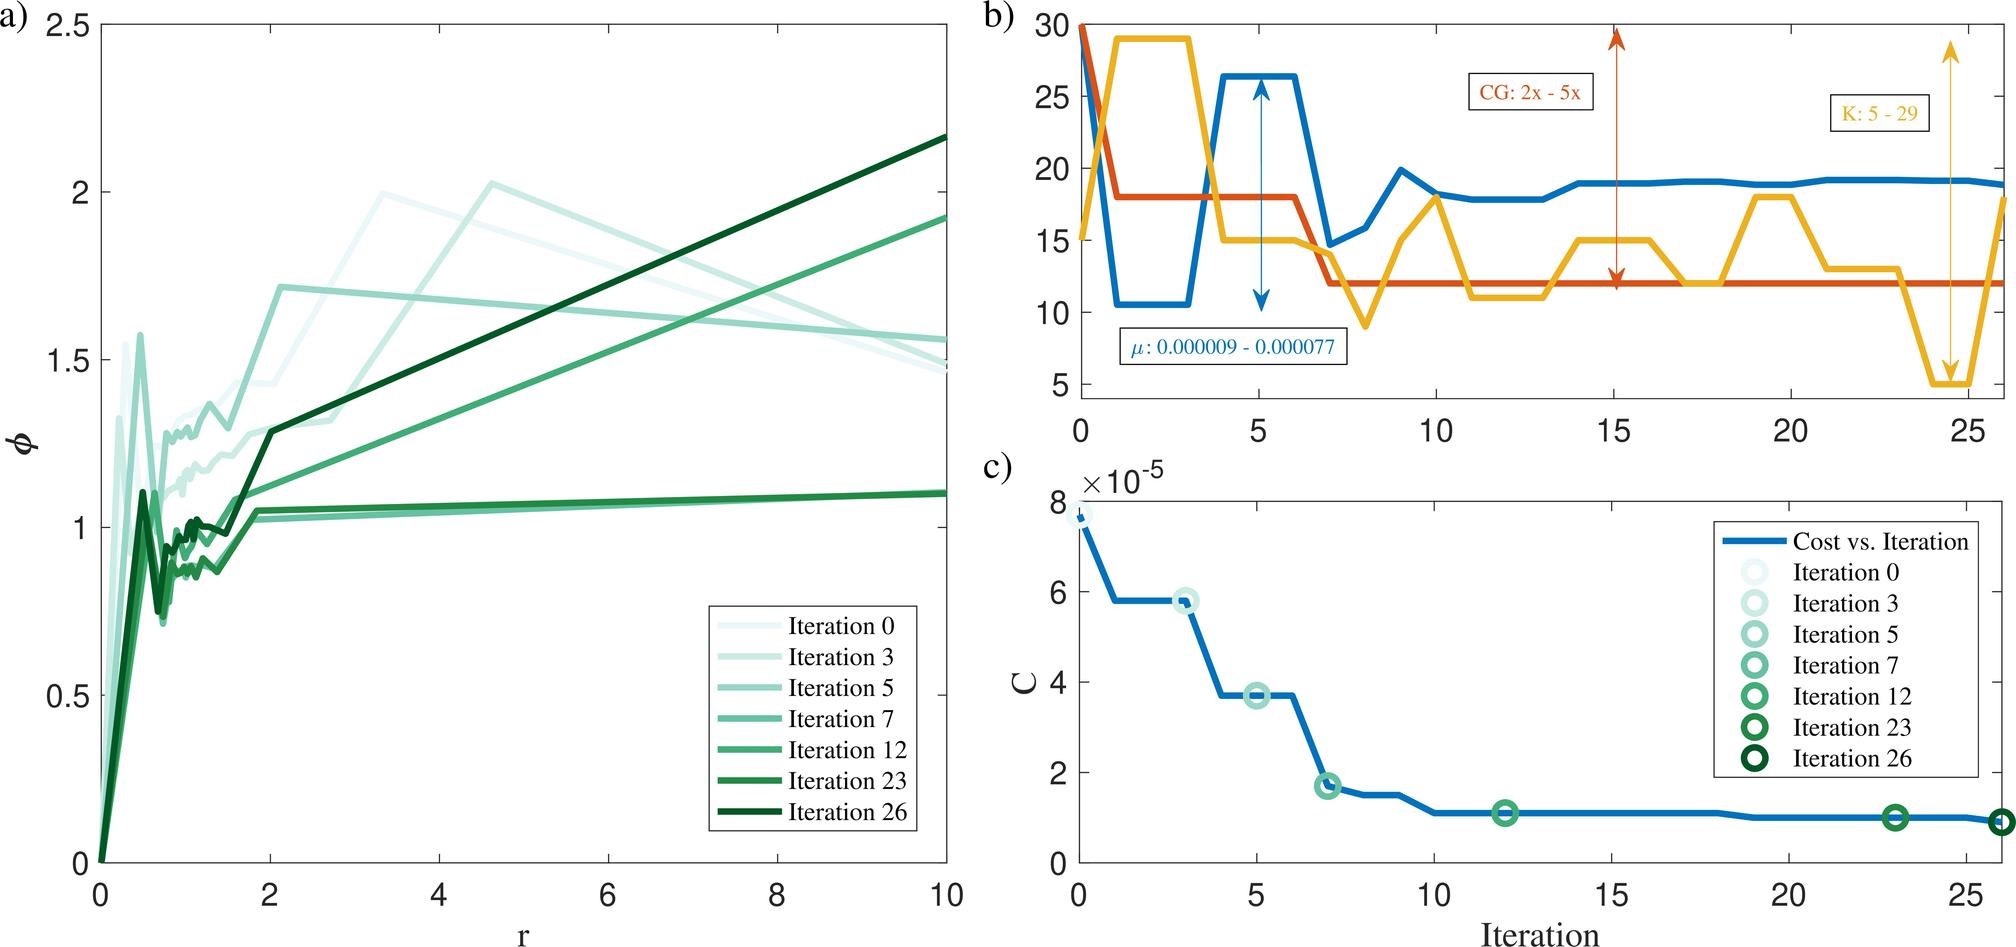 a)
2.5
2
1.5
1
0.5
0
ϕ
0 2 4 6 8 10
r
Iteration 0
Iteration 3
Iteration 5
Iteration 7
Iteration 12
Iteration 23
Iteration 26
b)
30
25
20
15
10
5
CG: 2x - 5x
K: 5 - 29
μ: 0.000009 - 0.000077
0 5 10 15 20 25
c)
×10-5
8
6
4
2
0
C
Cost vs. Iteration
Iteration 0
Iteration 3
Iteration 5
Iteration 7
Iteration 12
Iteration 23
Iteration 26
0 5 10 15 20 25
Iteration